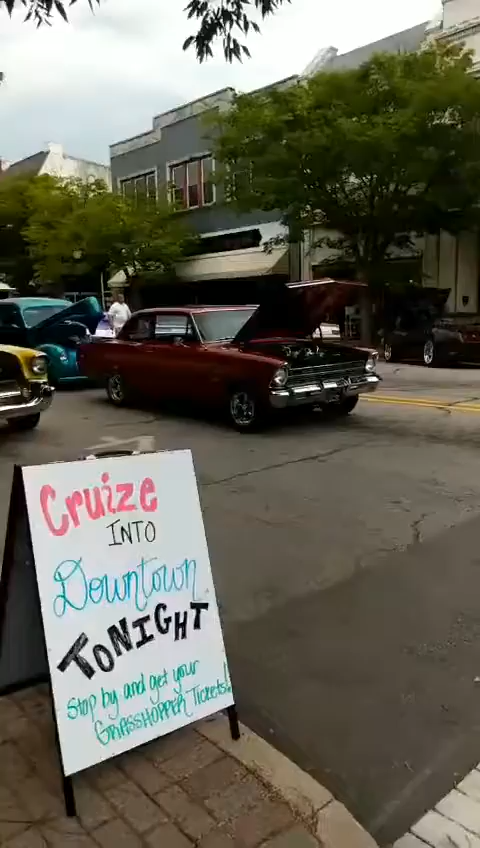 Cruize
INTO
Downtown
TONIGHT
Stop by and get your
GRASSHOPPER Tickets!